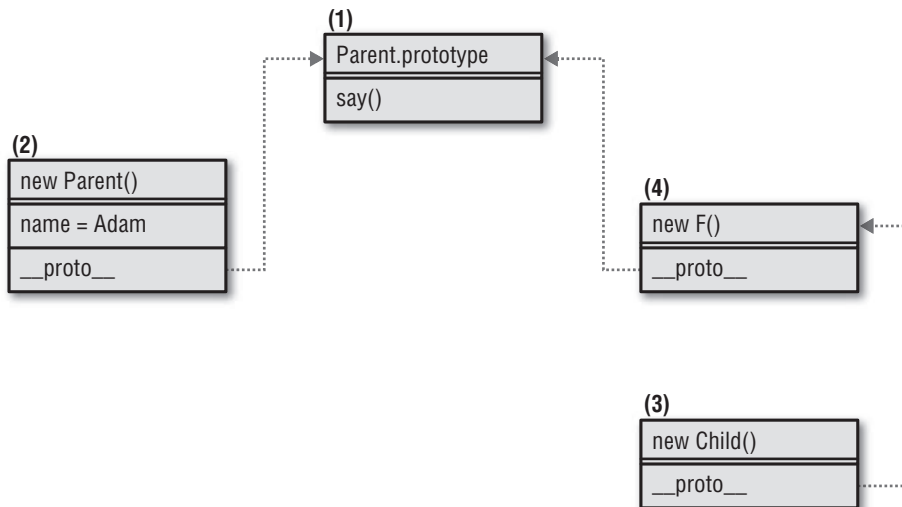 (1)
Parent.prototype
say()
(2)
new Parent()
name = Adam
__proto__
(4)
new F()
__proto__
(3)
new Child()
__proto__